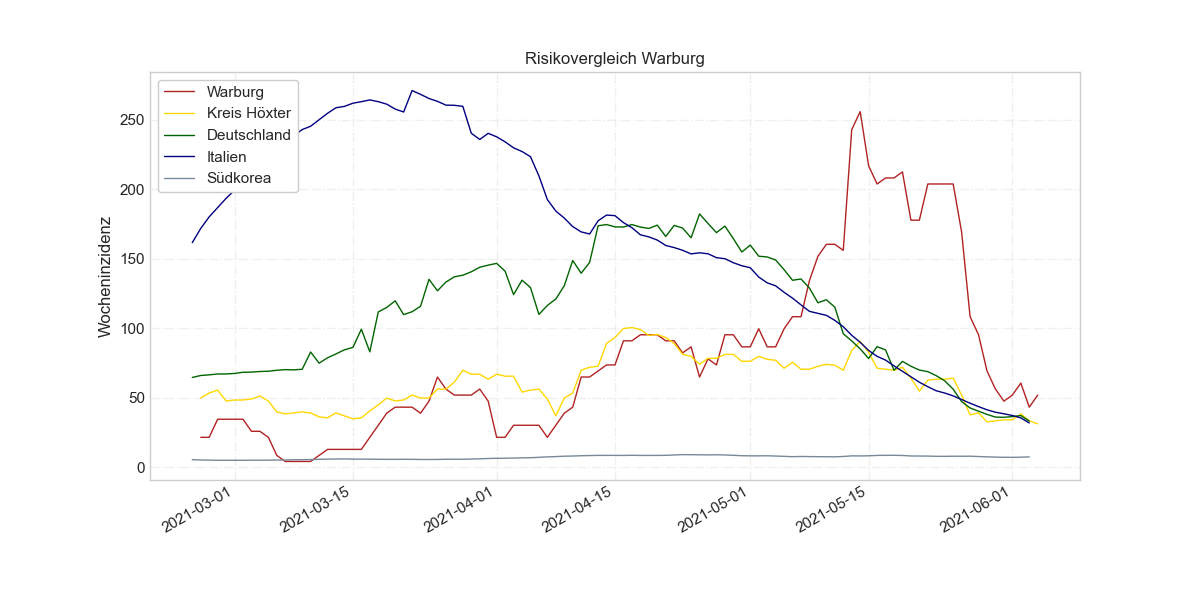 Risikovergleich Warburg
Warburg
Kreis Höxter
Deutschland
Italien
Südkorea
Wocheninzidenz
250
200
150
100
50
0
2021-03-01
2021-03-15
2021-04-01
2021-04-15
2021-05-01
2021-05-15
2021-06-01